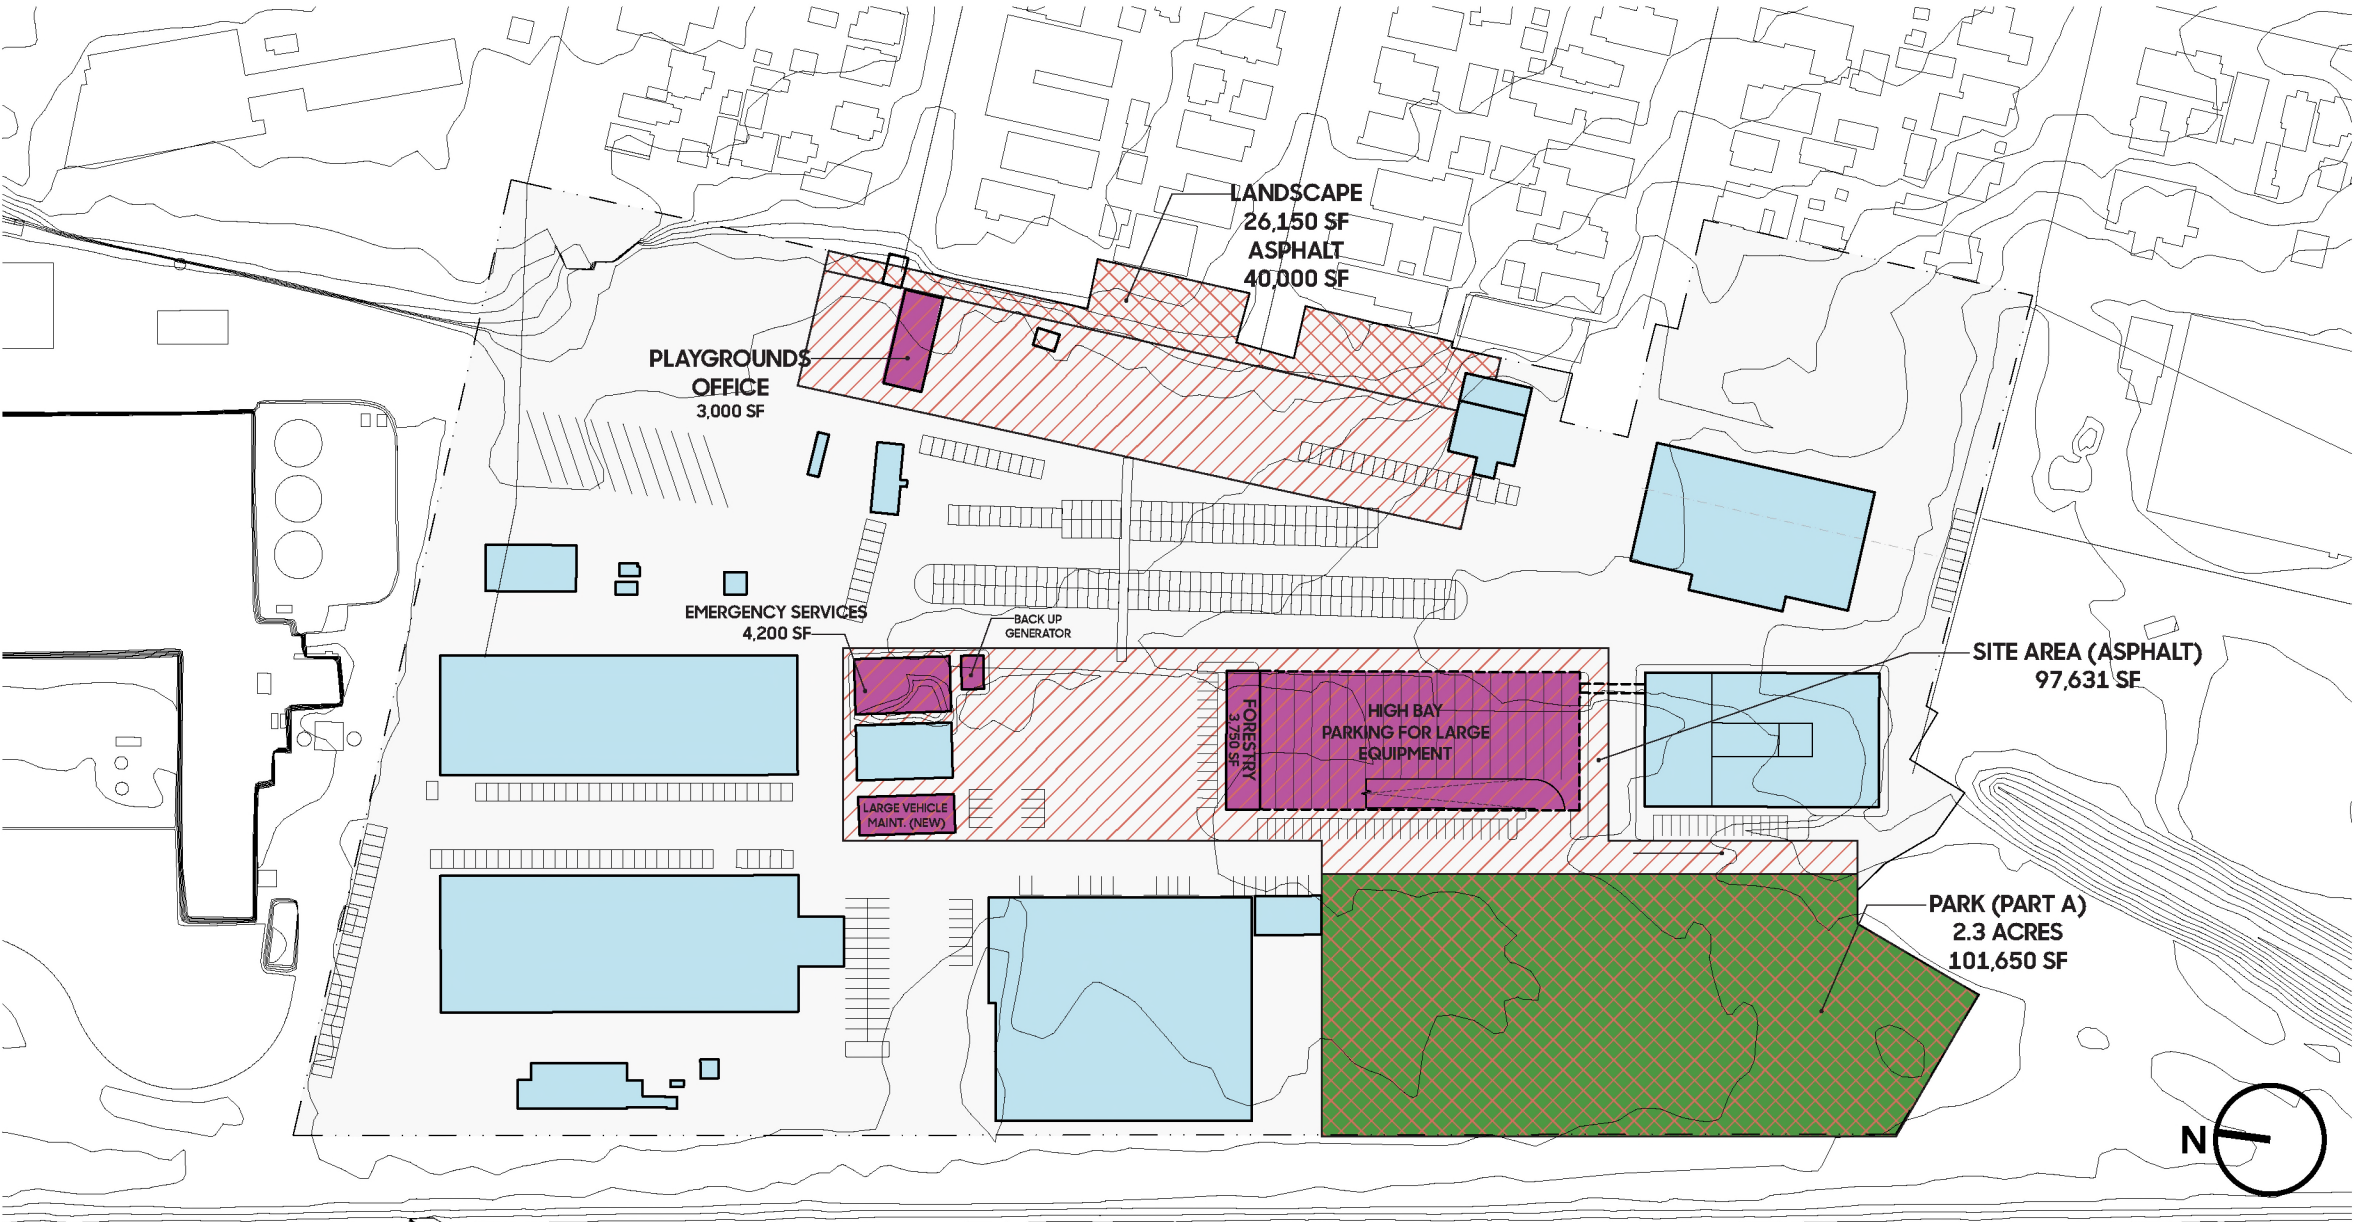 LANDSCAPE
26,150 SF
ASPHALT
40,000 SF
PLAYGROUNDS
OFFICE
3,000 SF
EMERGENCY SERVICES
4,200 SF
BACK UP
GENERATOR
SITE AREA (ASPHALT)
97,631 SF
FORESTRY
3,750 SF
HIGH BAY
PARKING FOR LARGE
EQUIPMENT
LARGE VEHICLE
MAINT. (NEW)
PARK (PART A)
2.3 ACRES
101,650 SF
N